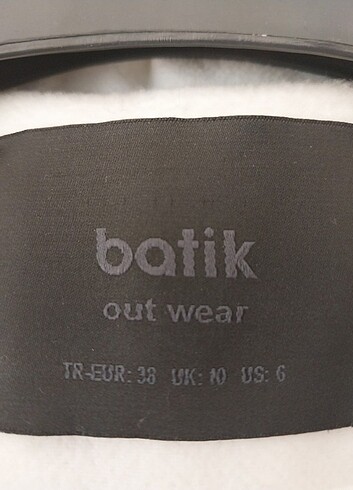 batik
out wear
TR-EUR: 38 UK: 10 US: 6